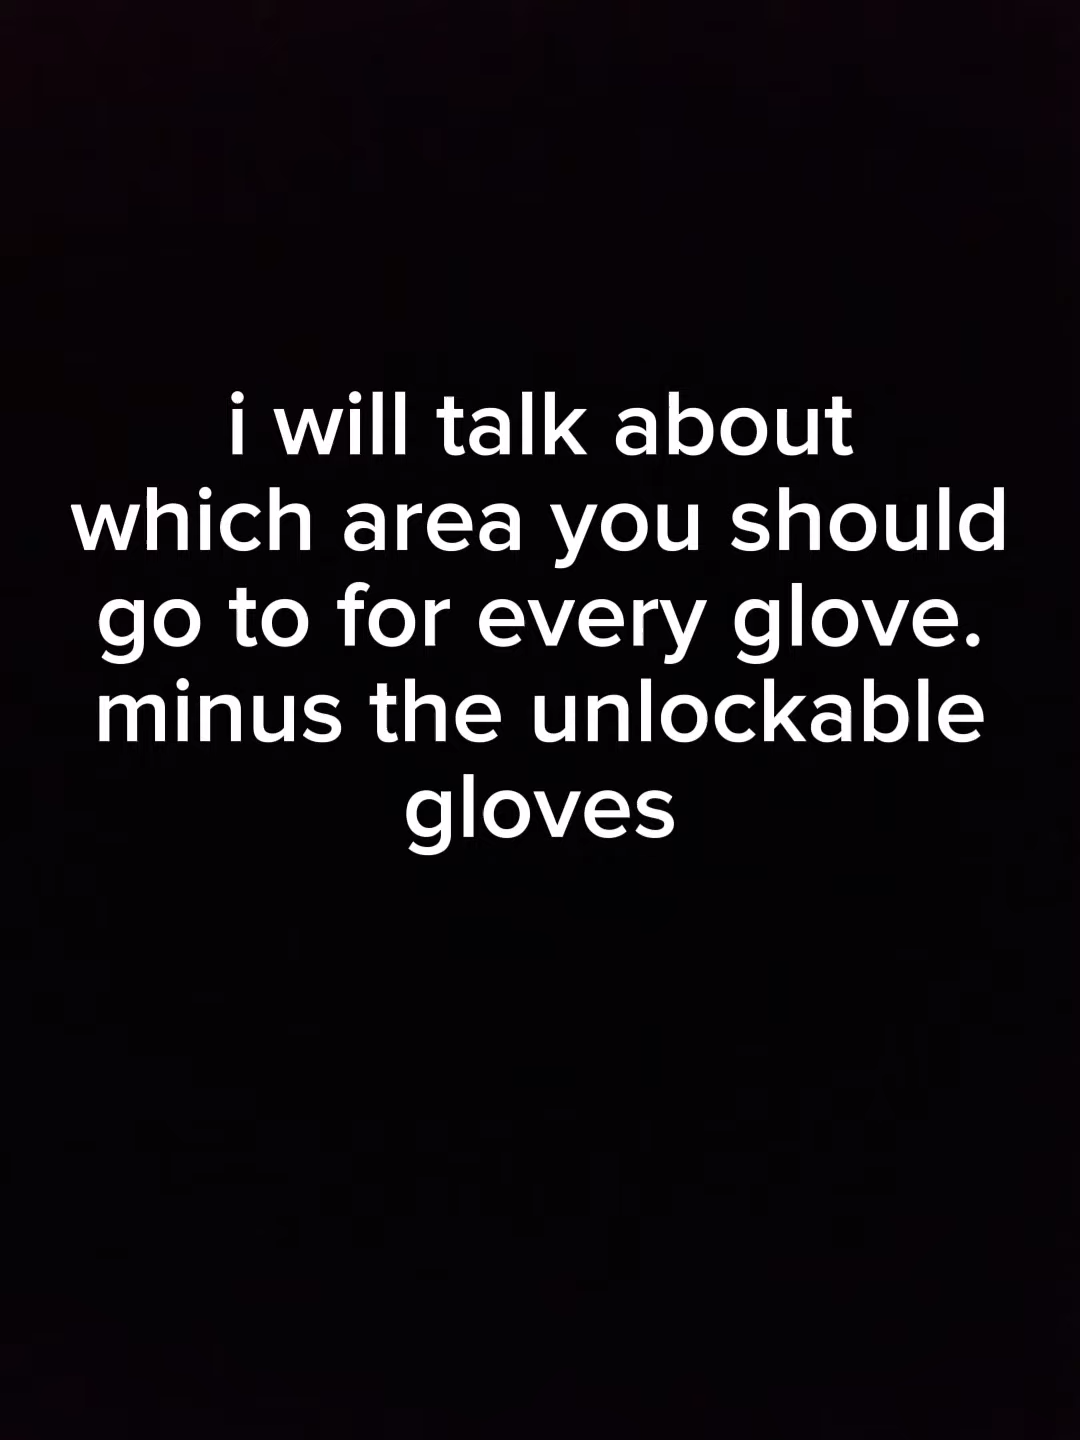 i will talk about
which area you should
go to for every glove.
minus the unlockable
gloves